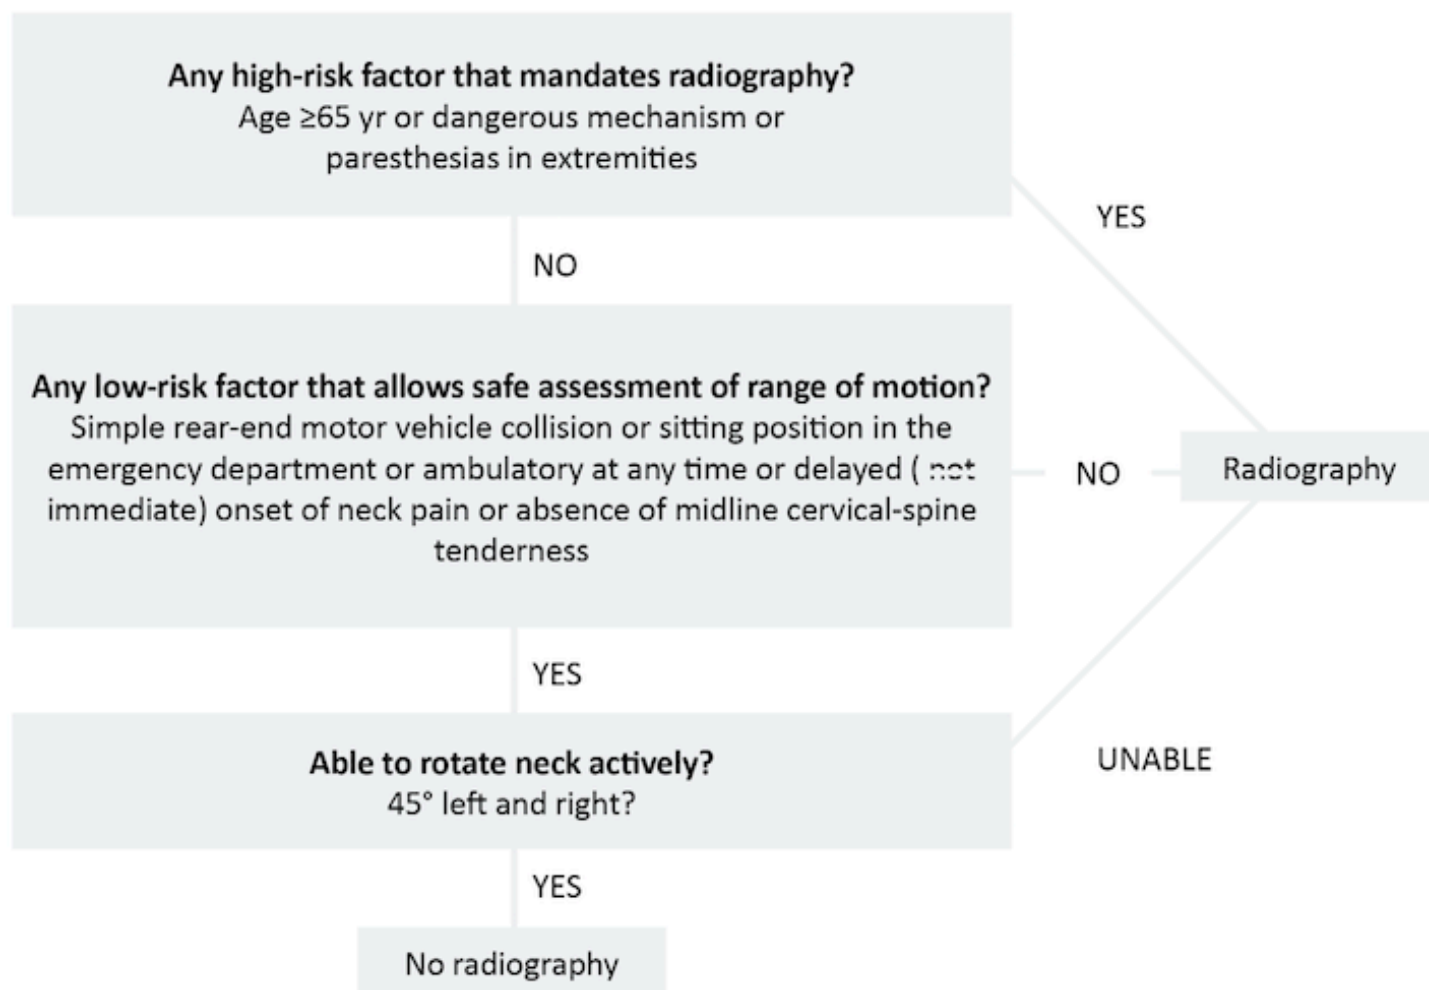 Any high-risk factor that mandates radiography?
Age ≥65 yr or dangerous mechanism or
paresthesias in extremities
YES
NO
Any low-risk factor that allows safe assessment of range of motion?
Simple rear-end motor vehicle collision or sitting position in the
emergency department or ambulatory at any time or delayed ( not
immediate) onset of neck pain or absence of midline cervical-spine
tenderness
NO
Radiography
YES
Able to rotate neck actively?
45° left and right?
UNABLE
YES
No radiography